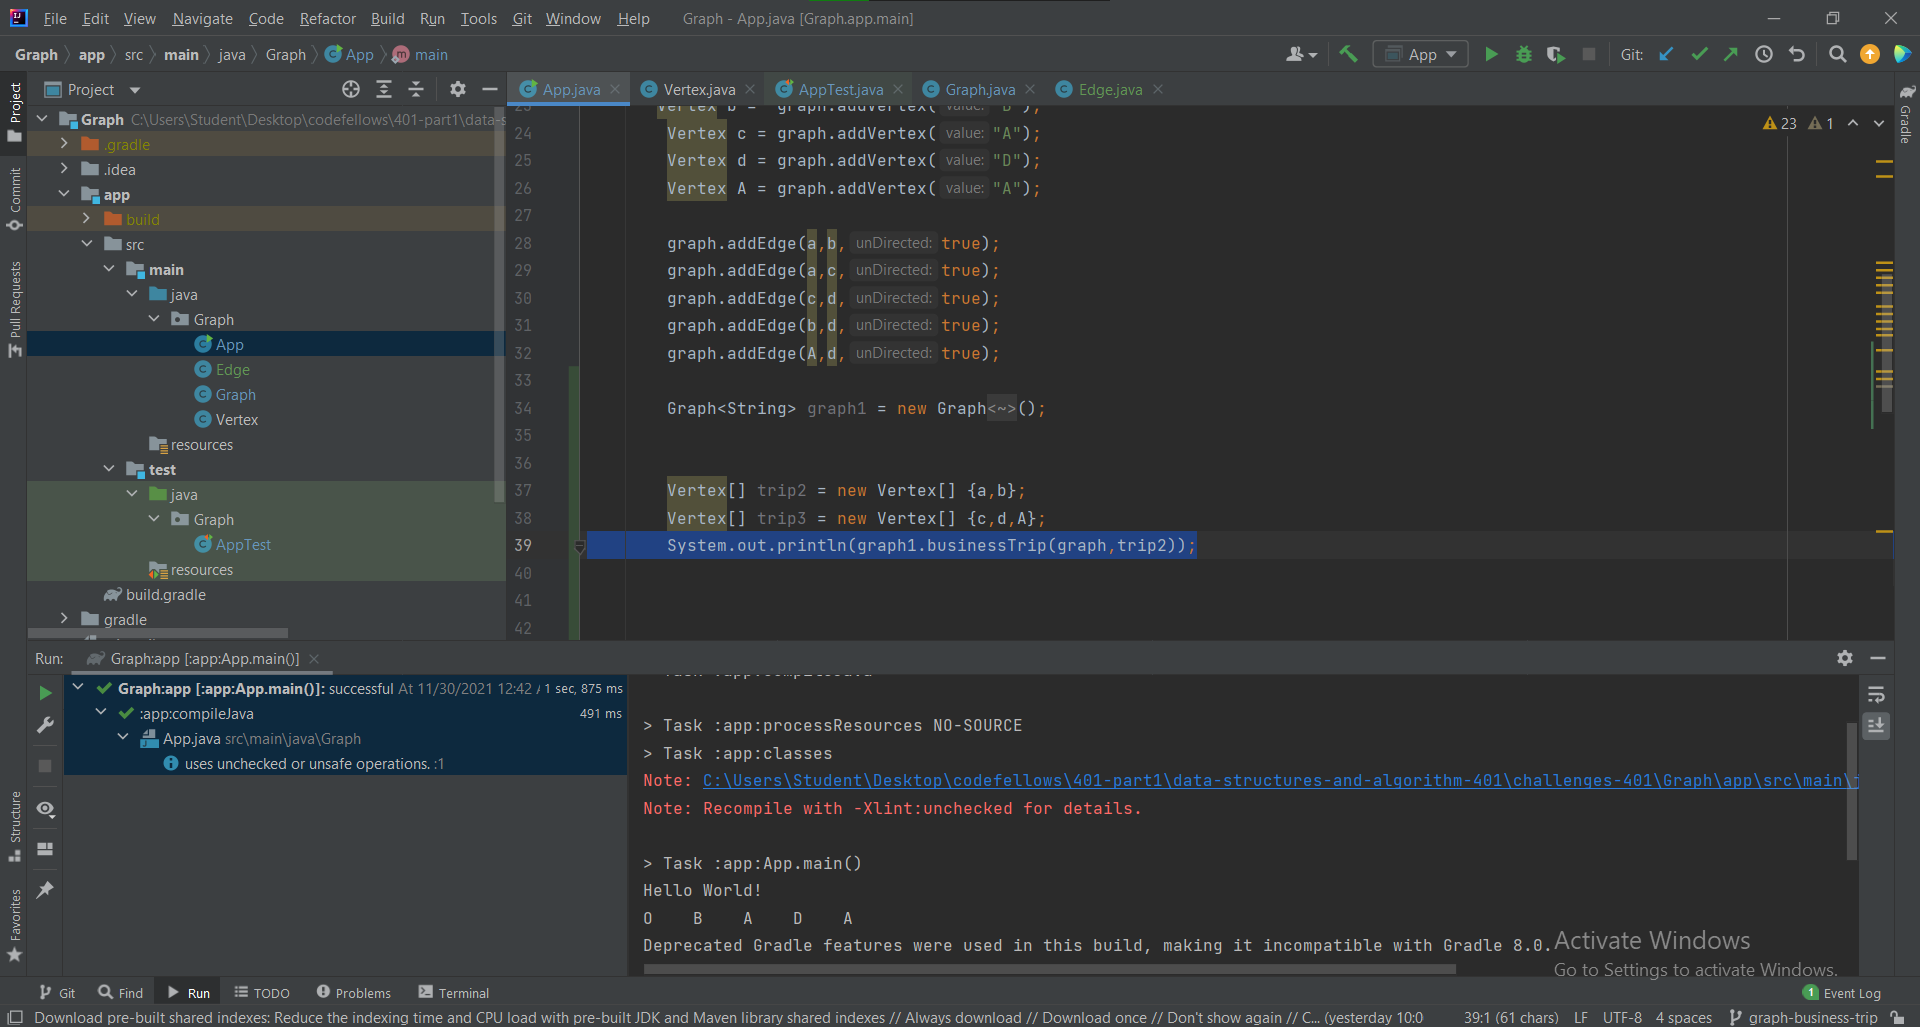 File Edit View Navigate Code Refactor Build Run Tools Git Window Help Graph - App.java [Graph.app.main]
Graph app src main java Graph App main
App Git:
Project
App.java Vertex.java AppTest.java Graph.java Edge.java
Project
Commit
Pull Requests
Structure
Favorites
Gradle
Graph C:\Users\Student\Desktop\codefellows\401-part1\data-s
.gradle
.idea
app
build
src
main
java
Graph
App
Edge
Graph
Vertex
resources
test
java
Graph
AppTest
resources
build.gradle
gradle
23 1
23 Vertex b = graph.addVertex( value: "B");
24 Vertex c = graph.addVertex( value: "A");
25 Vertex d = graph.addVertex( value: "D");
26 Vertex A = graph.addVertex( value: "A");
27
28 graph.addEdge(a,b, unDirected: true);
29 graph.addEdge(a,c, unDirected: true);
30 graph.addEdge(c,d, unDirected: true);
31 graph.addEdge(b,d, unDirected: true);
32 graph.addEdge(A,d, unDirected: true);
33
34 Graph<String> graph1 = new Graph<~>();
35
36
37 Vertex[] trip2 = new Vertex[] {a,b};
38 Vertex[] trip3 = new Vertex[] {c,d,A};
39 System.out.println(graph1.businessTrip(graph,trip2));
40
41
42
Run: Graph:app [:app:App.main()]
Graph:app [:app:App.main()]: successful At 11/30/2021 12:42 1 sec, 875 ms
:app:compileJava 491 ms
App.java src\main\java\Graph
uses unchecked or unsafe operations. :1
> Task :app:processResources NO-SOURCE
> Task :app:classes
Note: C:\Users\Student\Desktop\codefellows\401-part1\data-structures-and-algorithm-401\challenges-401\Graph\app\src\main\
Note: Recompile with -Xlint:unchecked for details.
> Task :app:App.main()
Hello World!
O B A D A
Deprecated Gradle features were used in this build, making it incompatible with Gradle 8.0.
Activate Windows
Go to Settings to activate Windows.
Git Find Run TODO Problems Terminal 1 Event Log
Download pre-built shared indexes: Reduce the indexing time and CPU load with pre-built JDK and Maven library shared indexes // Always download // Download once // Don't show again // C... (yesterday 10:0 39:1 (61 chars) LF UTF-8 4 spaces graph-business-trip